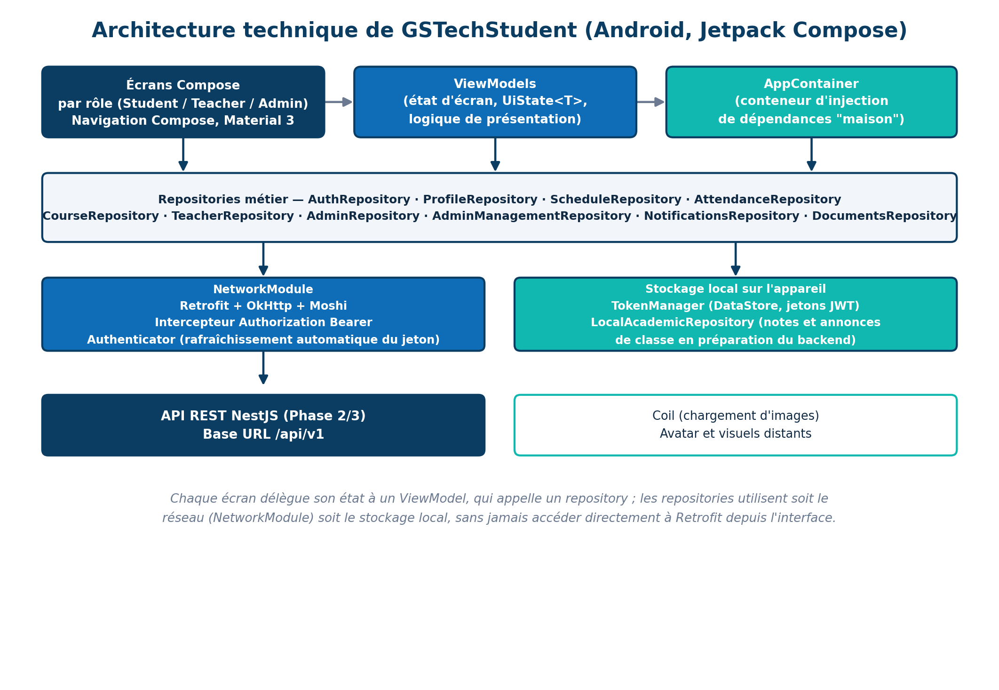 Architecture technique de GSTechStudent (Android, Jetpack Compose)
Écrans Compose
par rôle (Student / Teacher / Admin)
Navigation Compose, Material 3
ViewModels
(état d'écran, UiState<T>,
logique de présentation)
AppContainer
(conteneur d'injection
de dépendances "maison")
Repositories métier — AuthRepository · ProfileRepository · ScheduleRepository · AttendanceRepository
CourseRepository · TeacherRepository · AdminRepository · AdminManagementRepository · NotificationsRepository · DocumentsRepository
NetworkModule
Retrofit + OkHttp + Moshi
Intercepteur Authorization Bearer
Authenticator (rafraîchissement automatique du jeton)
Stockage local sur l'appareil
TokenManager (DataStore, jetons JWT)
LocalAcademicRepository (notes et annonces
de classe en préparation du backend)
API REST NestJS (Phase 2/3)
Base URL /api/v1
Coil (chargement d'images)
Avatar et visuels distants
Chaque écran délègue son état à un ViewModel, qui appelle un repository ; les repositories utilisent soit le
réseau (NetworkModule) soit le stockage local, sans jamais accéder directement à Retrofit depuis l'interface.